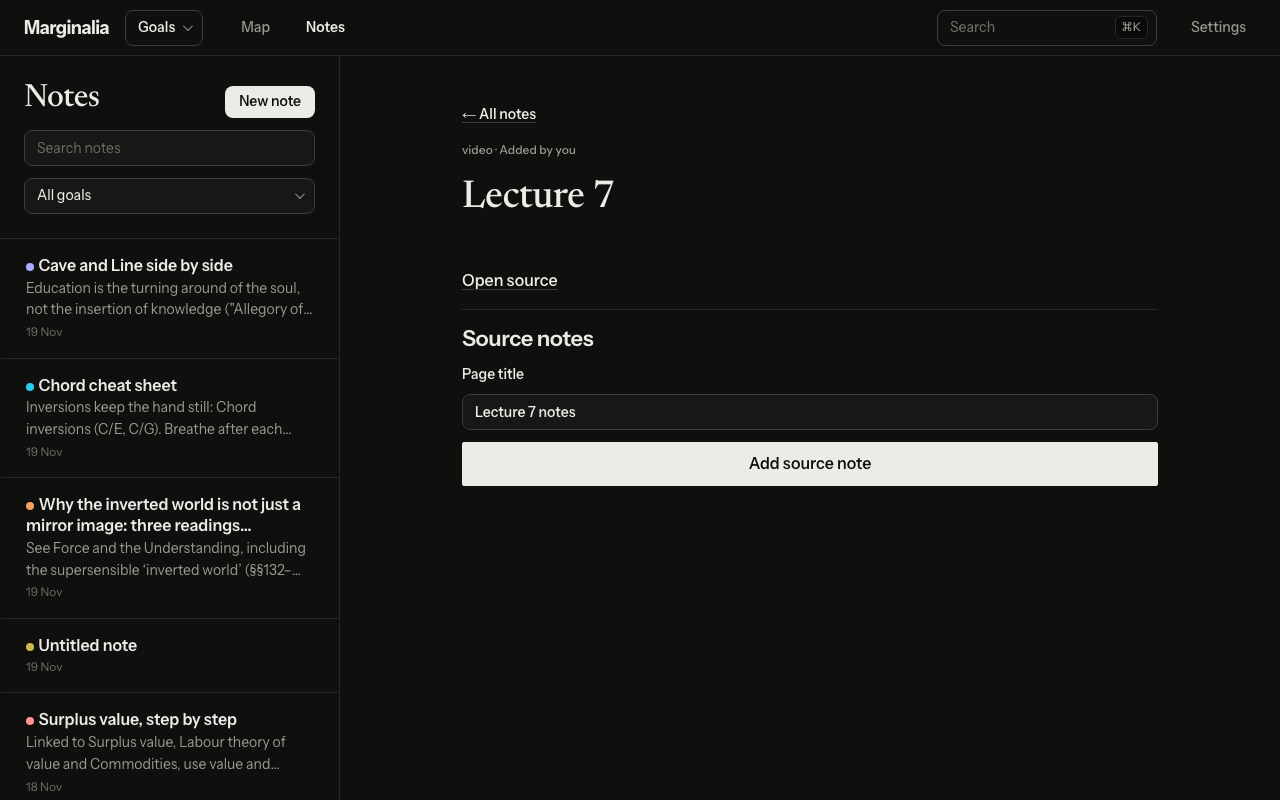 Marginalia
Goals
Map
Notes
Search
⌘K
Settings
Notes
New note
Search notes
All goals
Cave and Line side by side
Education is the turning around of the soul,
not the insertion of knowledge ("Allegory of...
19 Nov
Chord cheat sheet
Inversions keep the hand still: Chord
inversions (C/E, C/G). Breathe after each...
19 Nov
Why the inverted world is not just a
mirror image: three readings...
See Force and the Understanding, including
the supersensible ‘inverted world’ (§§132–...
19 Nov
Untitled note
19 Nov
Surplus value, step by step
Linked to Surplus value, Labour theory of
value and Commodities, use value and...
18 Nov
← All notes
video · Added by you
Lecture 7
Open source
Source notes
Page title
Lecture 7 notes
Add source note